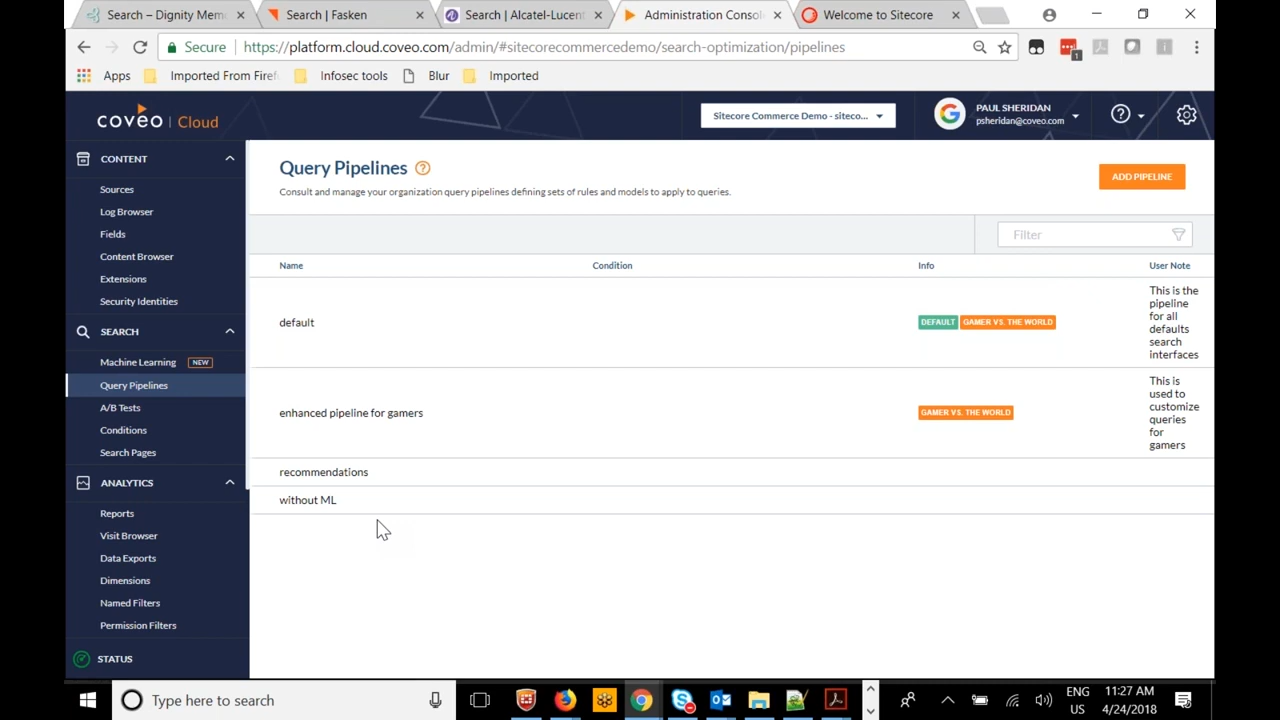 Search – Dignity Mem
Search | Fasken
Search | Alcatel-Lucent
Administration Consol
Welcome to Sitecore
Secure
https://platform.cloud.coveo.com/admin/#sitecorecommercedemo/search-optimization/pipelines
1
Apps
Imported From Firef
Infosec tools
Blur
Imported
coveo | Cloud
Sitecore Commerce Demo - siteco...
G
PAUL SHERIDAN
psheridan@coveo.com
?
CONTENT
Sources
Log Browser
Fields
Content Browser
Extensions
Security Identities
SEARCH
Machine Learning NEW
Query Pipelines
A/B Tests
Conditions
Search Pages
ANALYTICS
Reports
Visit Browser
Data Exports
Dimensions
Named Filters
Permission Filters
STATUS
Query Pipelines ?
Consult and manage your organization query pipelines defining sets of rules and models to apply to queries.
ADD PIPELINE
Filter
Name
Condition
Info
User Note
default
DEFAULT GAMER VS. THE WORLD
This is the
pipeline
for all
defaults
search
interfaces
enhanced pipeline for gamers
GAMER VS. THE WORLD
This is
used to
customize
queries
for
gamers
recommendations
without ML
Type here to search
ENG
US
11:27 AM
4/24/2018